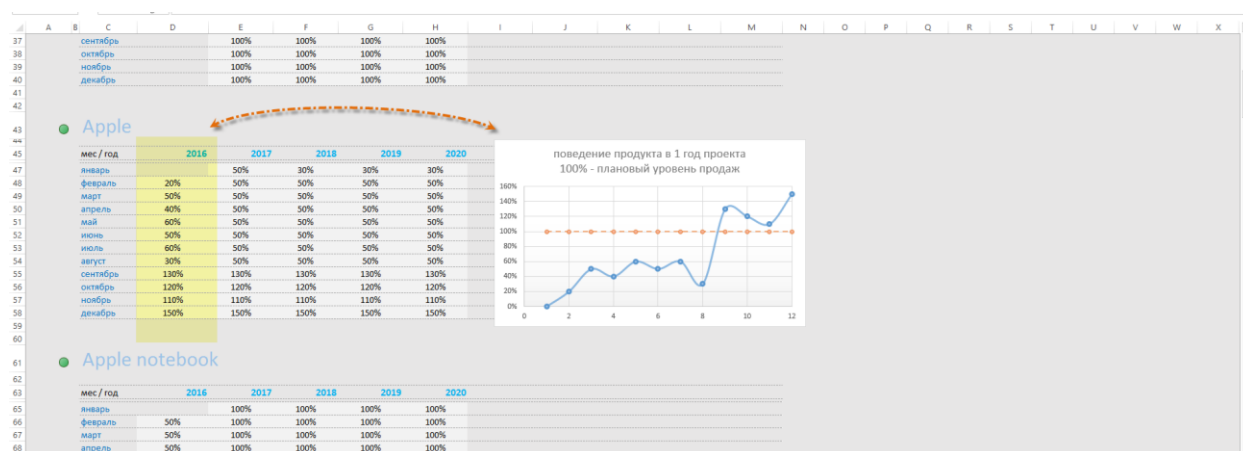 A B C D E F G H I J K L M N O P Q R S T U V W X
37 сентябрь 100% 100% 100% 100%
38 октябрь 100% 100% 100% 100%
39 ноябрь 100% 100% 100% 100%
40 декабрь 100% 100% 100% 100%
41
42
43 Apple
44
45 мес / год 2016 2017 2018 2019 2020
47 январь 50% 30% 30% 30%
48 февраль 20% 50% 50% 50% 50%
49 март 50% 50% 50% 50% 50%
50 апрель 40% 50% 50% 50% 50%
51 май 60% 50% 50% 50% 50%
52 июнь 50% 50% 50% 50% 50%
53 июль 60% 50% 50% 50% 50%
54 август 30% 50% 50% 50% 50%
55 сентябрь 130% 130% 130% 130% 130%
56 октябрь 120% 120% 120% 120% 120%
57 ноябрь 110% 110% 110% 110% 110%
58 декабрь 150% 150% 150% 150% 150%
59
60
поведение продукта в 1 год проекта
100% - плановый уровень продаж
160%
140%
120%
100%
80%
60%
40%
20%
0%
0 2 4 6 8 10 12
61 Apple notebook
62
63 мес / год 2016 2017 2018 2019 2020
65 январь 100% 100% 100% 100%
66 февраль 50% 100% 100% 100% 100%
67 март 50% 100% 100% 100% 100%
68 апрель 50% 100% 100% 100% 100%